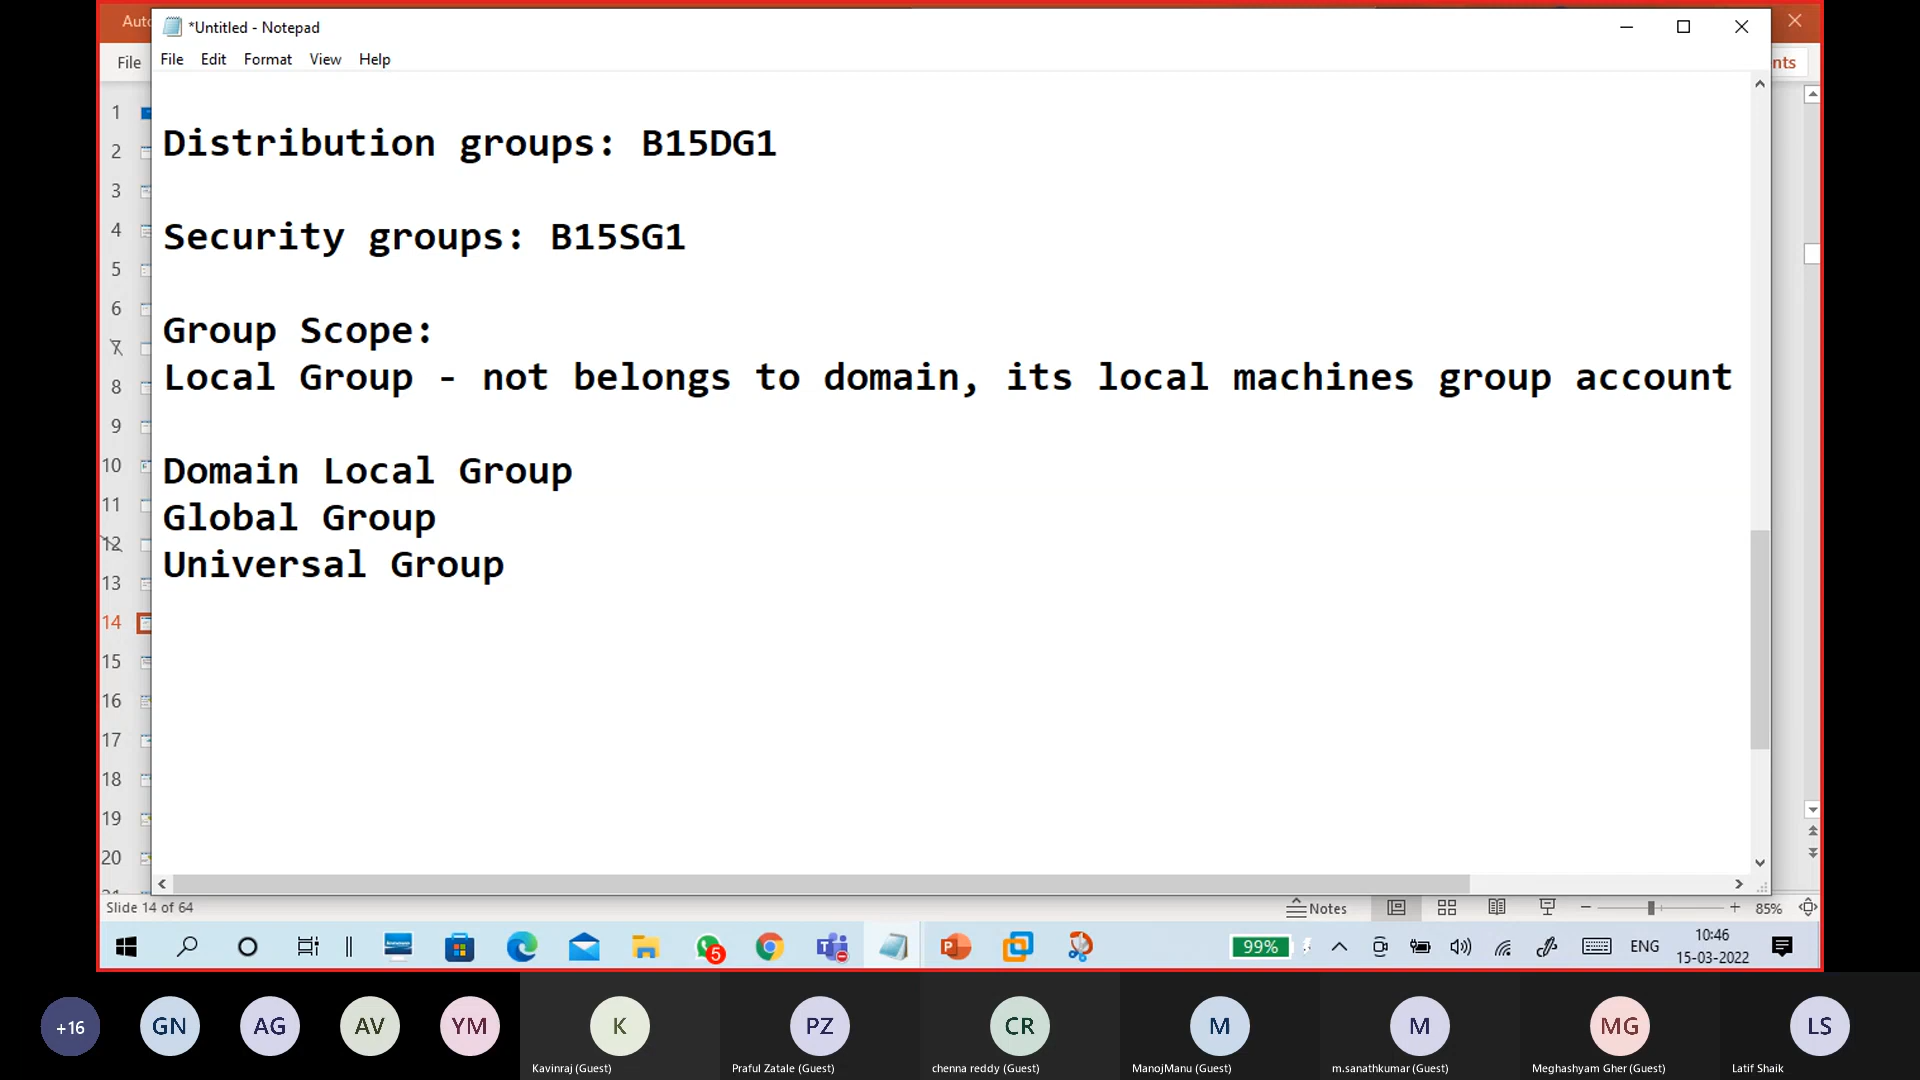 Auto
*Untitled - Notepad
File
File Edit Format View Help
nts
1
2
3
4
5
6
7
8
9
10
11
12
13
14
15
16
17
18
19
20
Distribution groups: B15DG1
Security groups: B15SG1
Group Scope:
Local Group - not belongs to domain, its local machines group account
Domain Local Group
Global Group
Universal Group
Slide 14 of 64
Notes
85%
5
99%
ENG
10:46
15-03-2022
+16
GN
AG
AV
YM
K
Kavinraj (Guest)
PZ
Praful Zatale (Guest)
CR
chenna reddy (Guest)
M
ManojManu (Guest)
M
m.sanathkumar (Guest)
MG
Meghashyam Gher (Guest)
LS
Latif Shaik